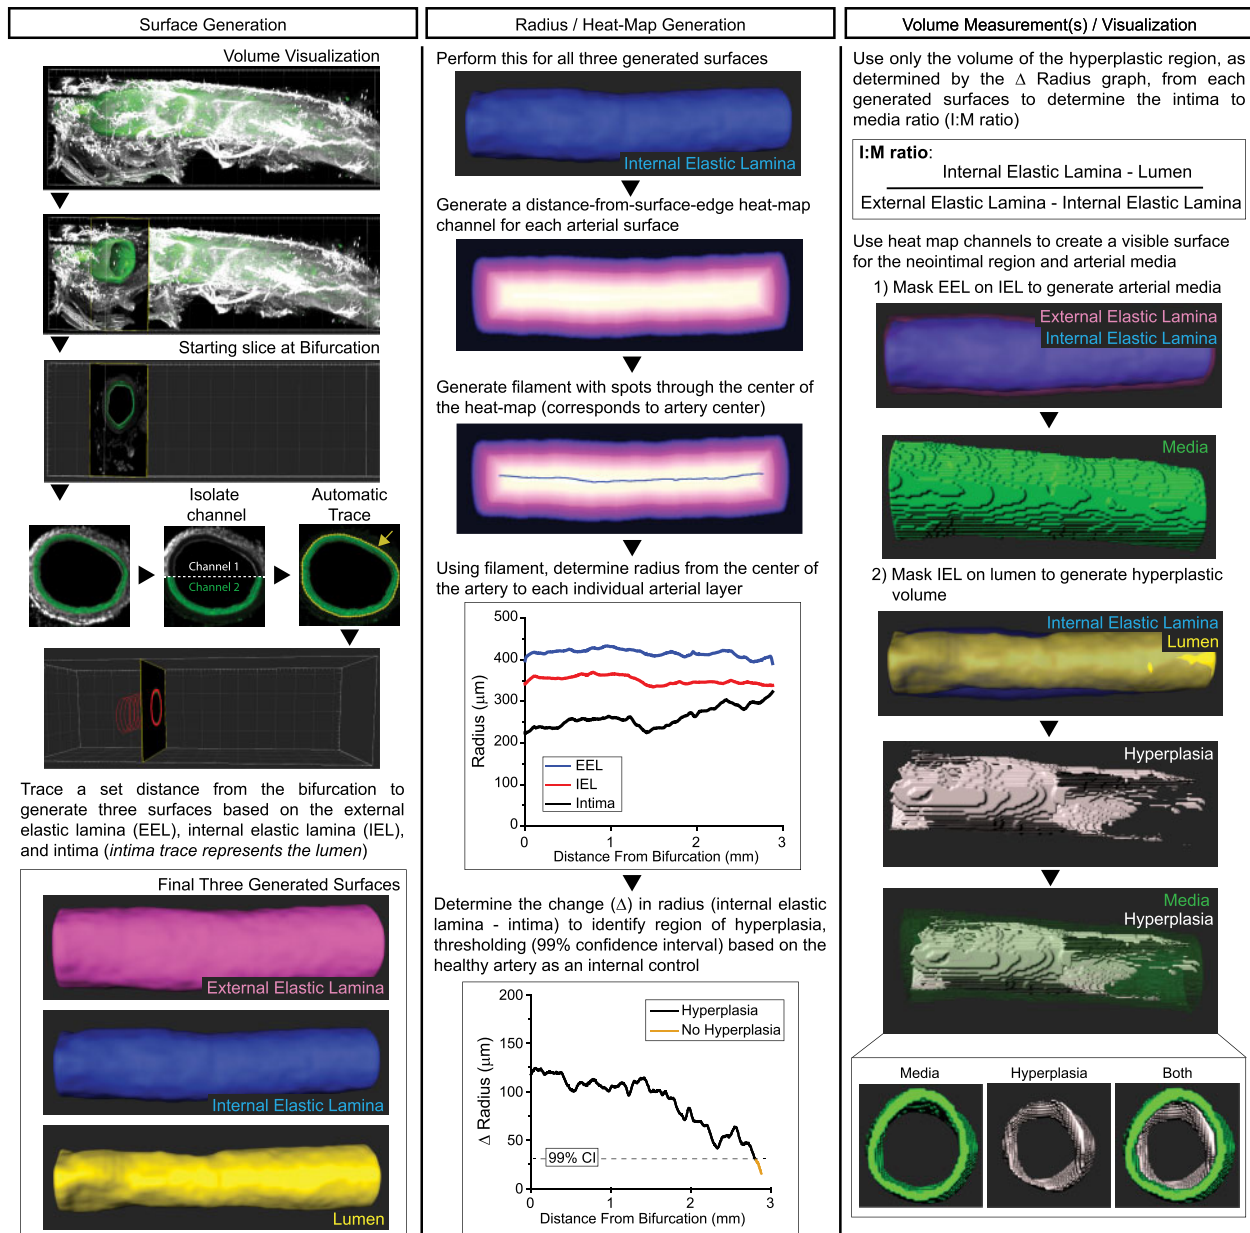 Surface Generation
Volume Visualization
Starting slice at Bifurcation
Isolate
channel
Automatic
Trace
Channel 1
Channel 2
Trace a set distance from the bifurcation to
generate three surfaces based on the external
elastic lamina (EEL), internal elastic lamina (IEL),
and intima (intima trace represents the lumen)
Final Three Generated Surfaces
External Elastic Lamina
Internal Elastic Lamina
Lumen
Radius / Heat-Map Generation
Perform this for all three generated surfaces
Internal Elastic Lamina
Generate a distance-from-surface-edge heat-map
channel for each arterial surface
Generate filament with spots through the center of
the heat-map (corresponds to artery center)
Using filament, determine radius from the center of
the artery to each individual arterial layer
500
400
300
200
100
0
Radius (μm)
EEL
IEL
Intima
0 1 2 3
Distance From Bifurcation (mm)
Determine the change (Δ) in radius (internal elastic
lamina - intima) to identify region of hyperplasia,
thresholding (99% confidence interval) based on the
healthy artery as an internal control
200
150
100
50
0
Δ Radius (μm)
Hyperplasia
No Hyperplasia
99% CI
0 1 2 3
Distance From Bifurcation (mm)
Volume Measurement(s) / Visualization
Use only the volume of the hyperplastic region, as
determined by the Δ Radius graph, from each
generated surfaces to determine the intima to
media ratio (I:M ratio)
I:M ratio:
Internal Elastic Lamina - Lumen
External Elastic Lamina - Internal Elastic Lamina
Use heat map channels to create a visible surface
for the neointimal region and arterial media
1) Mask EEL on IEL to generate arterial media
External Elastic Lamina
Internal Elastic Lamina
Media
2) Mask IEL on lumen to generate hyperplastic
volume
Internal Elastic Lamina
Lumen
Hyperplasia
Media
Hyperplasia
Media
Hyperplasia
Both